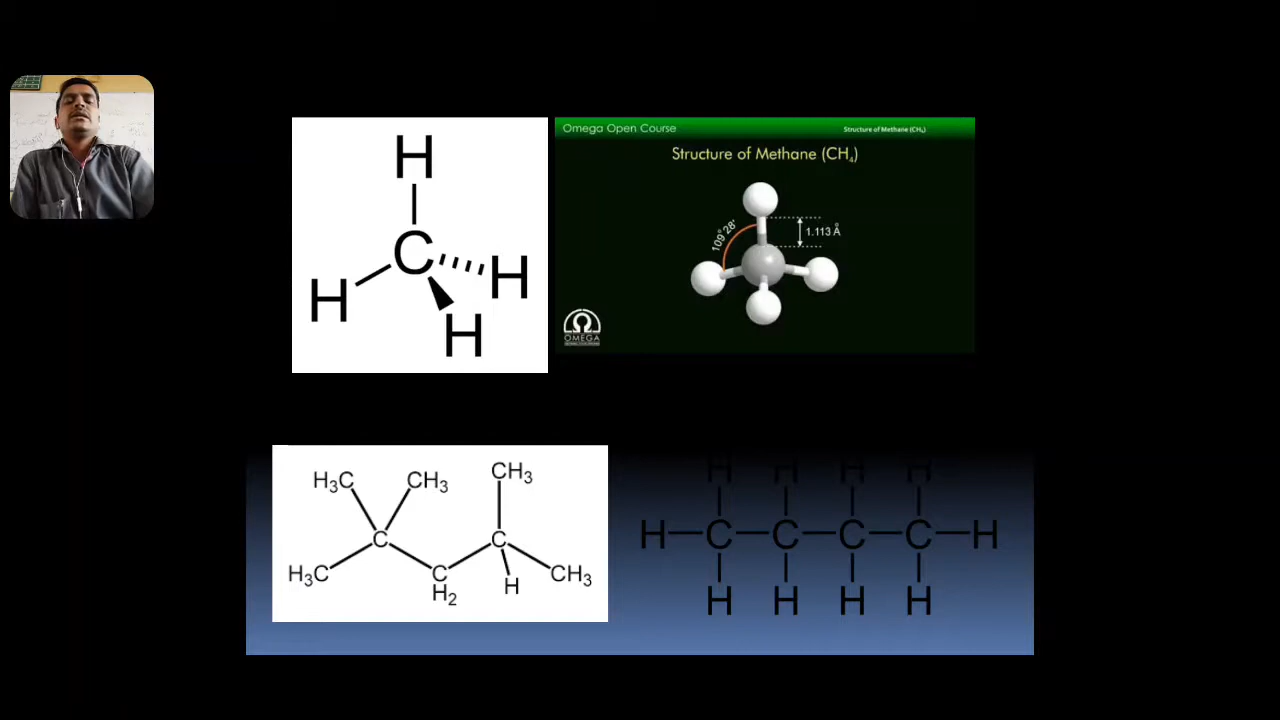 H
C
H
H
H
Omega Open Course
Structure of Methane (CH₄)
Structure of Methane (CH₄)
109°28'
1.113 Å
OMEGA
H₃C
CH₃
CH₃
C
C
H₃C
C
H
CH₃
H₂
H H H H
H C C C C H
H H H H